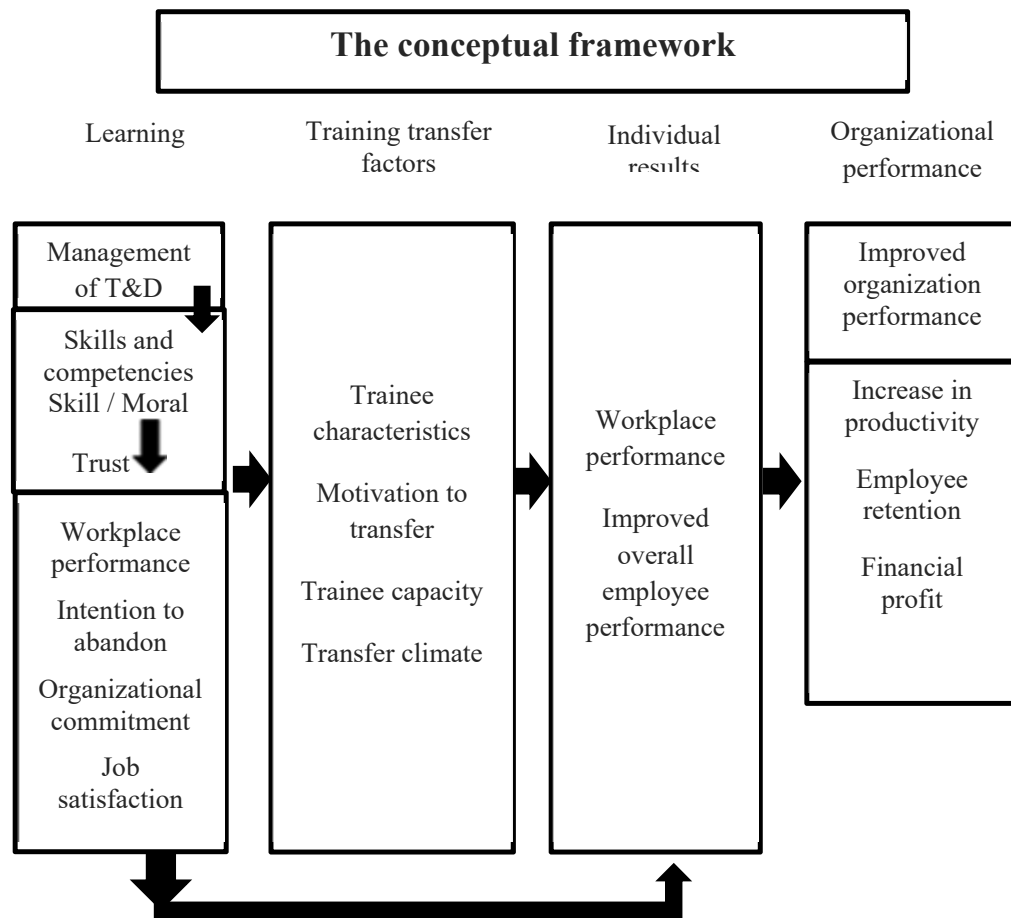 The conceptual framework
Learning
Training transfer
factors
Individual
results
Organizational
performance
Management
of T&D
Skills and
competencies
Skill / Moral
Trust
Workplace
performance
Intention to
abandon
Organizational
commitment
Job
satisfaction
Trainee
characteristics
Motivation to
transfer
Trainee capacity
Transfer climate
Workplace
performance
Improved
overall
employee
performance
Improved
organization
performance
Increase in
productivity
Employee
retention
Financial
profit